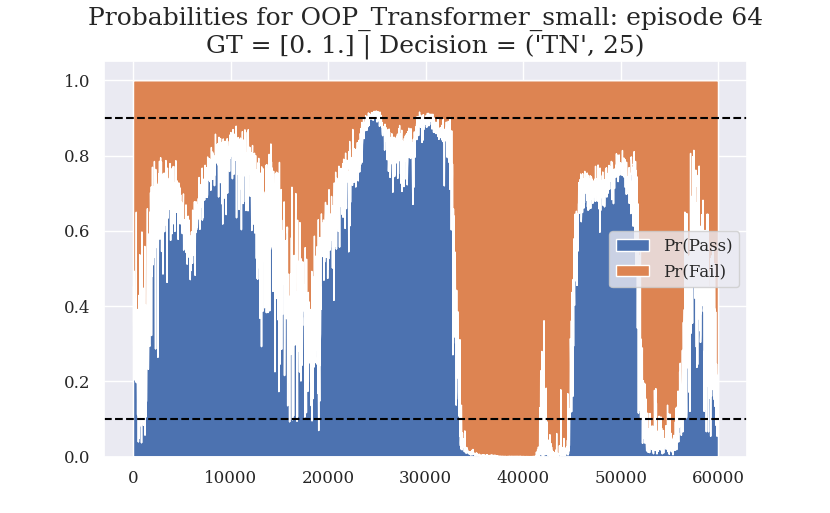 Probabilities for OOP_Transformer_small: episode 64
GT = [0. 1.] | Decision = ('TN', 25)
1.0
0.8
0.6
0.4
0.2
0.0
Pr(Pass)
Pr(Fail)
0 10000 20000 30000 40000 50000 60000